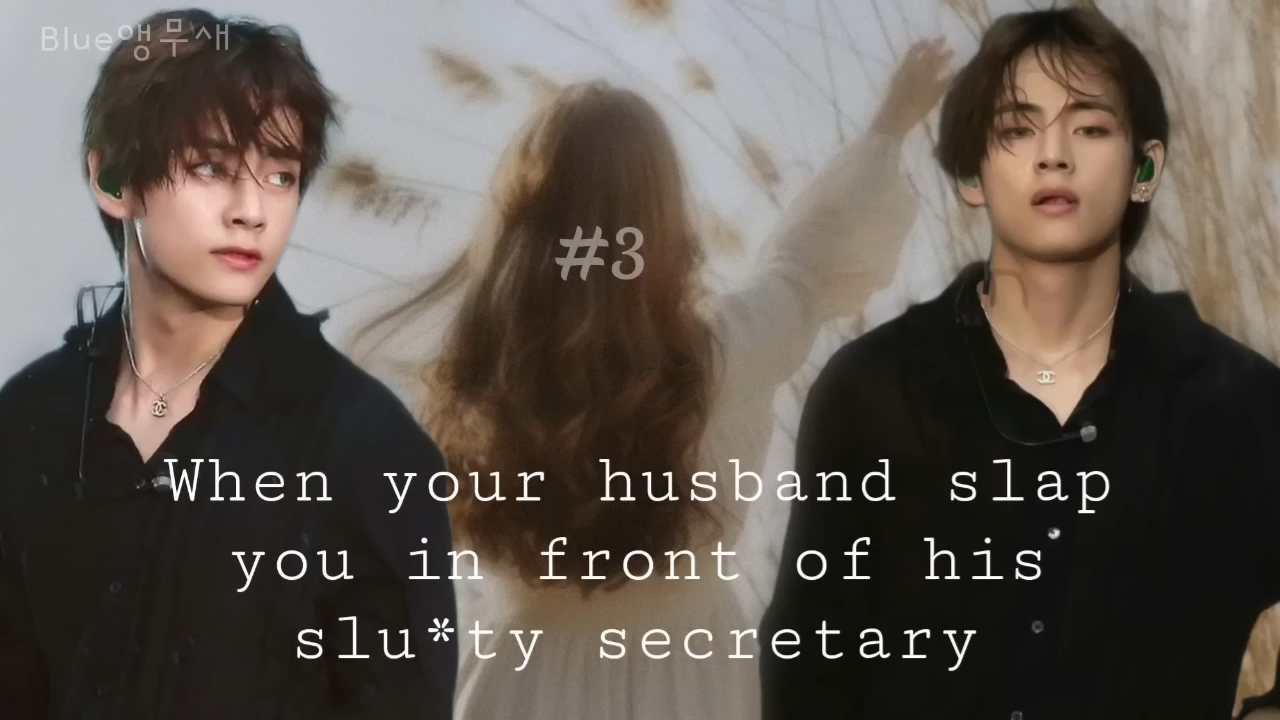 Blue앵무새
#3
When your husband slap
you in front of his
slu*ty secretary